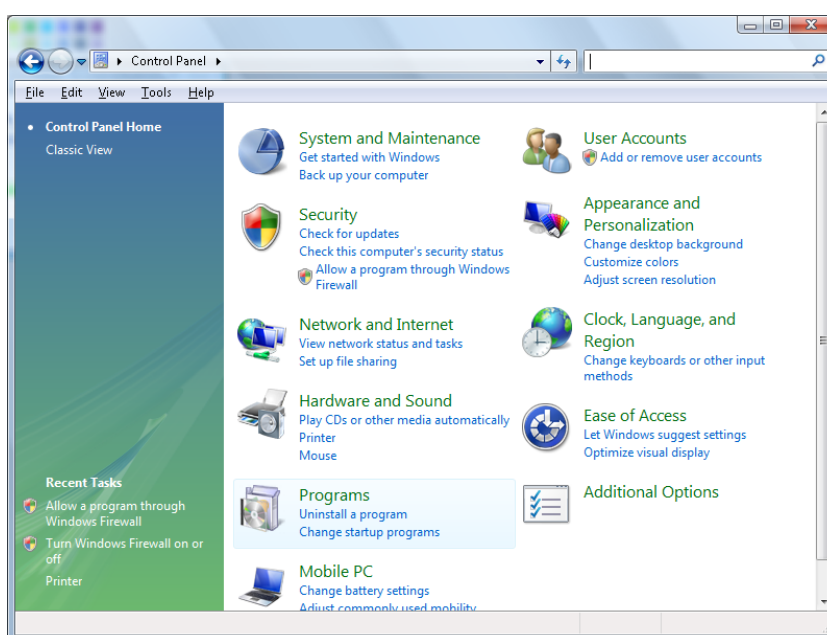 Control Panel
File Edit View Tools Help
Control Panel Home
Classic View
Recent Tasks
Allow a program through
Windows Firewall
Turn Windows Firewall on or
off
Printer
System and Maintenance
Get started with Windows
Back up your computer
Security
Check for updates
Check this computer's security status
Allow a program through Windows
Firewall
Network and Internet
View network status and tasks
Set up file sharing
Hardware and Sound
Play CDs or other media automatically
Printer
Mouse
Programs
Uninstall a program
Change startup programs
Mobile PC
Change battery settings
Adjust commonly used mobility
User Accounts
Add or remove user accounts
Appearance and
Personalization
Change desktop background
Customize colors
Adjust screen resolution
Clock, Language, and
Region
Change keyboards or other input
methods
Ease of Access
Let Windows suggest settings
Optimize visual display
Additional Options